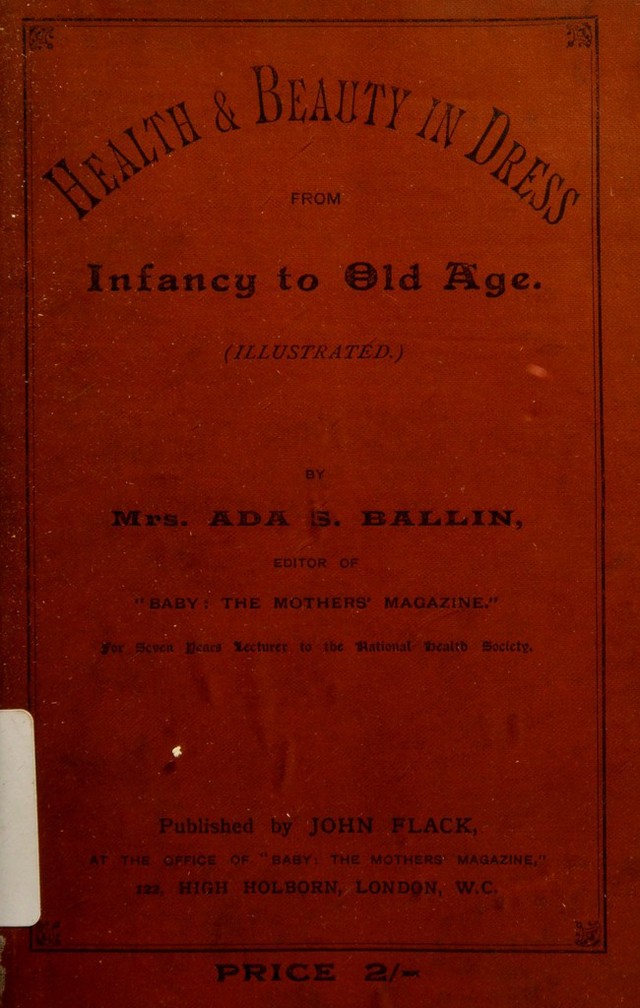 HEALTH & BEAUTY IN DRESS
FROM
Infancy to Old Age.
(ILLUSTRATED.)
BY
Mrs. ADA S. BALLIN,
EDITOR OF
"BABY: THE MOTHERS' MAGAZINE."
For Seven Years Lecturer to the National Health Society.
Published by JOHN FLACK,
AT THE OFFICE OF "BABY: THE MOTHERS' MAGAZINE,"
122, HIGH HOLBORN, LONDON, W.C.
PRICE 2/-